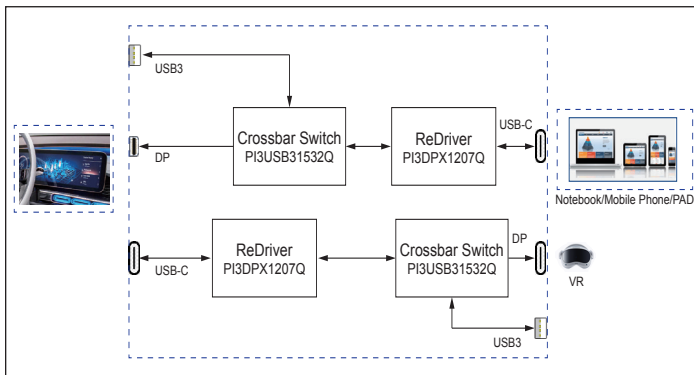 USB3
Crossbar Switch
PI3USB31532Q
ReDriver
PI3DPX1207Q
USB-C
DP
Notebook/Mobile Phone/PAD
ReDriver
PI3DPX1207Q
Crossbar Switch
PI3USB31532Q
DP
USB-C
VR
USB3